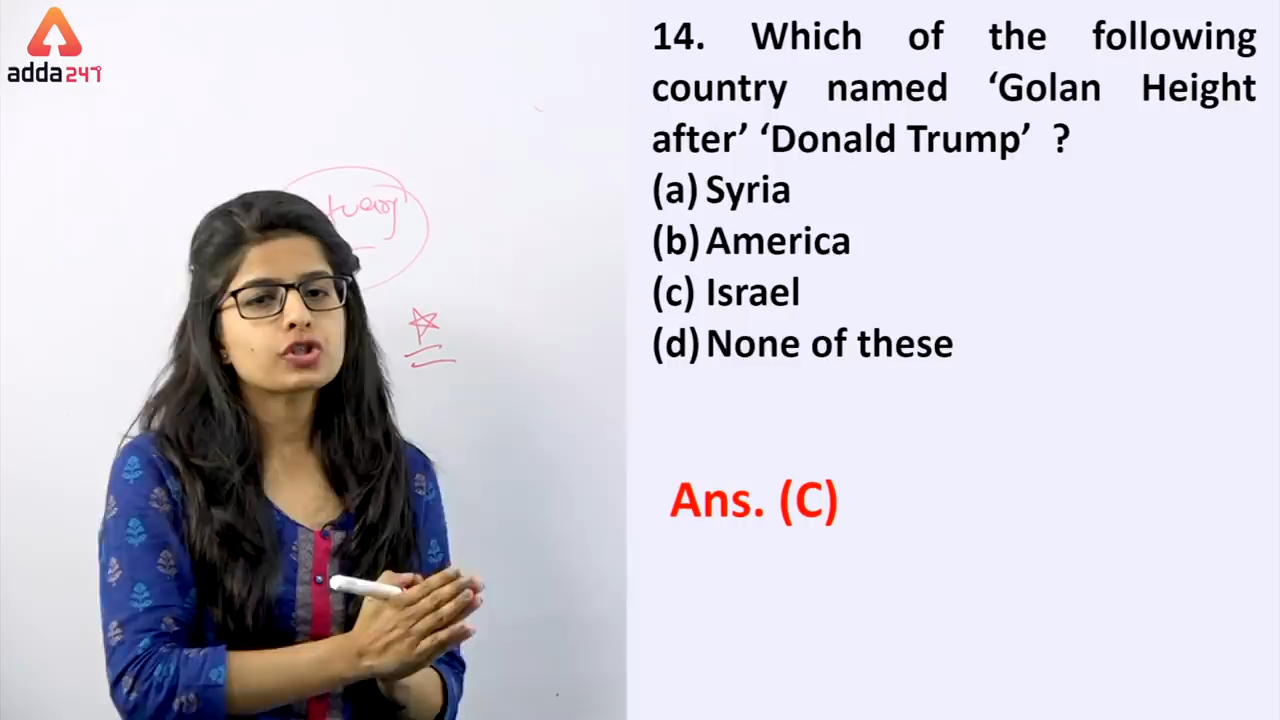 adda247
14. Which of the following
country named ‘Golan Height
after’ ‘Donald Trump’ ?
(a) Syria
(b) America
(c) Israel
(d) None of these
Ans. (C)